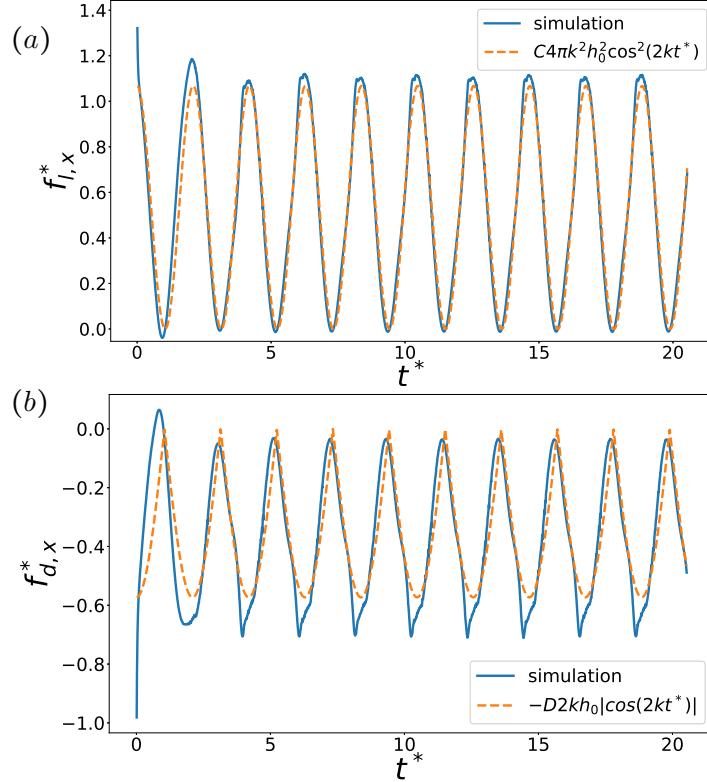 (a)
1.4
1.2
1.0
0.8
0.6
0.4
0.2
0.0
f*l,x
simulation
C4πk²h₀²cos²(2kt*)
0 5 10 15 20
t*
(b)
0.0
−0.2
−0.4
−0.6
−0.8
−1.0
f*d,x
simulation
−D2kh₀|cos(2kt*)|
0 5 10 15 20
t*